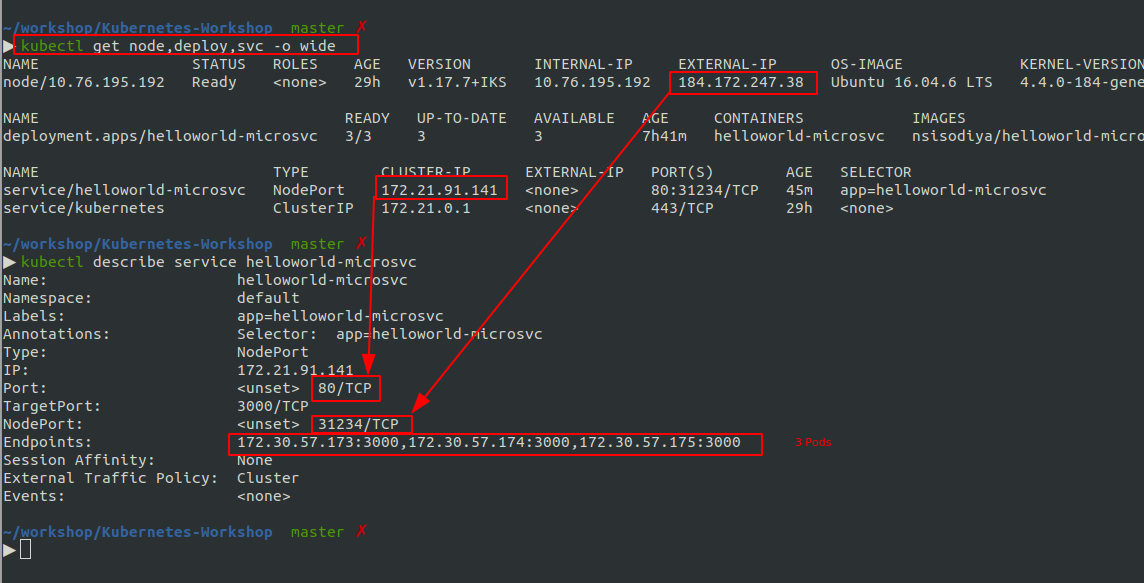 ~/workshop/Kubernetes-Workshop master ✗
▶ kubectl get node,deploy,svc -o wide
NAME STATUS ROLES AGE VERSION INTERNAL-IP EXTERNAL-IP OS-IMAGE KERNEL-VERSION
node/10.76.195.192 Ready <none> 29h v1.17.7+IKS 10.76.195.192 184.172.247.38 Ubuntu 16.04.6 LTS 4.4.0-184-gene
NAME READY UP-TO-DATE AVAILABLE AGE CONTAINERS IMAGES
deployment.apps/helloworld-microsvc 3/3 3 3 7h41m helloworld-microsvc nsisodiya/helloworld-micro
NAME TYPE CLUSTER-IP EXTERNAL-IP PORT(S) AGE SELECTOR
service/helloworld-microsvc NodePort 172.21.91.141 <none> 80:31234/TCP 45m app=helloworld-microsvc
service/kubernetes ClusterIP 172.21.0.1 <none> 443/TCP 29h <none>
~/workshop/Kubernetes-Workshop master ✗
▶ kubectl describe service helloworld-microsvc
Name: helloworld-microsvc
Namespace: default
Labels: app=helloworld-microsvc
Annotations: Selector: app=helloworld-microsvc
Type: NodePort
IP: 172.21.91.141
Port: <unset> 80/TCP
TargetPort: 3000/TCP
NodePort: <unset> 31234/TCP
Endpoints: 172.30.57.173:3000,172.30.57.174:3000,172.30.57.175:3000 3 Pods
Session Affinity: None
External Traffic Policy: Cluster
Events: <none>
~/workshop/Kubernetes-Workshop master ✗
▶